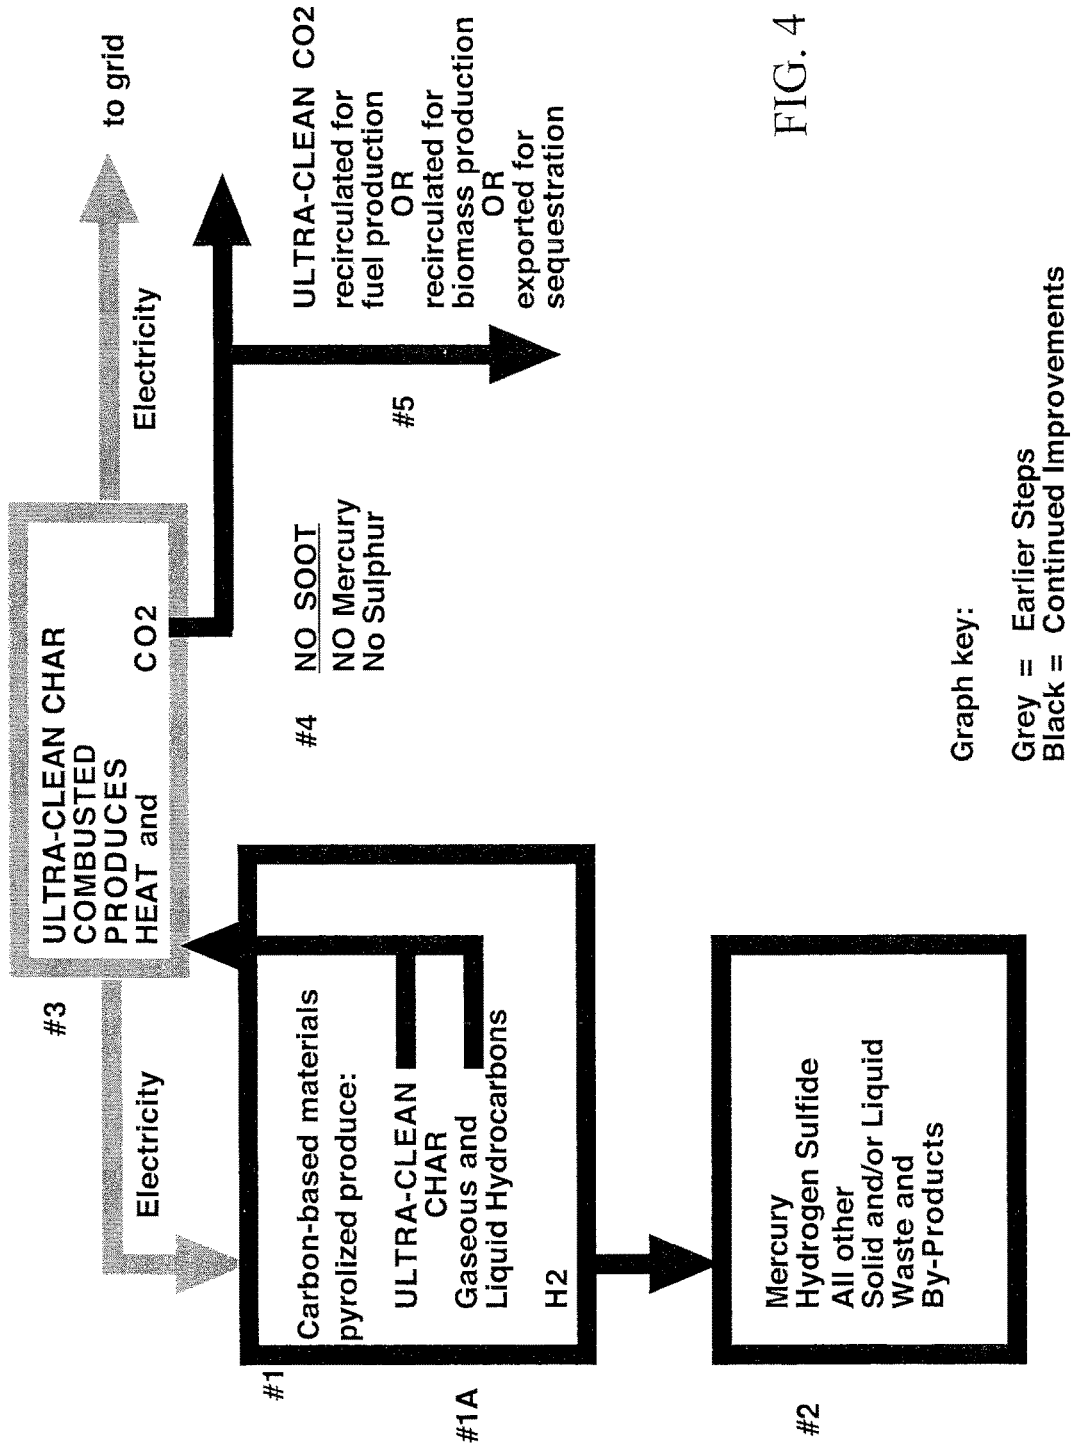 #3
ULTRA-CLEAN CHAR
COMBUSTED
PRODUCES
HEAT and CO2
Electricity
Electricity
to grid
#1
Carbon-based materials
pyrolized produce:
ULTRA-CLEAN
CHAR
#1A
Gaseous and
Liquid Hydrocarbons
H2
#4
NO SOOT
NO Mercury
No Sulphur
#5
ULTRA-CLEAN CO2
recirculated for
fuel production
OR
recirculated for
biomass production
OR
exported for
sequestration
#2
Mercury
Hydrogen Sulfide
All other
Solid and/or Liquid
Waste and
By-Products
Graph key:
Grey = Earlier Steps
Black = Continued Improvements
FIG. 4